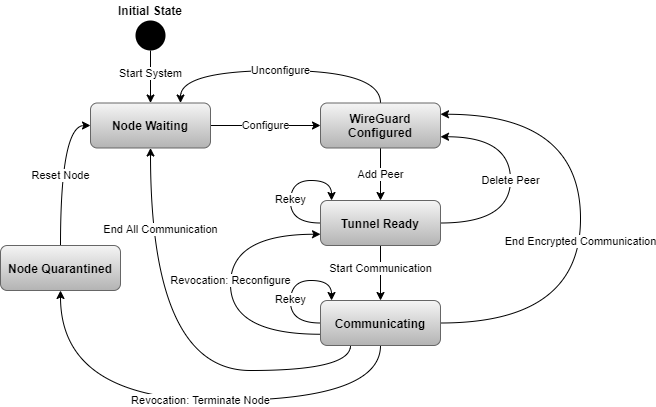 Initial State
Start System
Unconfigure
Node Waiting
Configure
WireGuard
Configured
Add Peer
Reset Node
Delete Peer
Rekey
Tunnel Ready
End All Communication
End Encrypted Communication
Node Quarantined
Start Communication
Revocation: Reconfigure
Rekey
Communicating
Revocation: Terminate Node